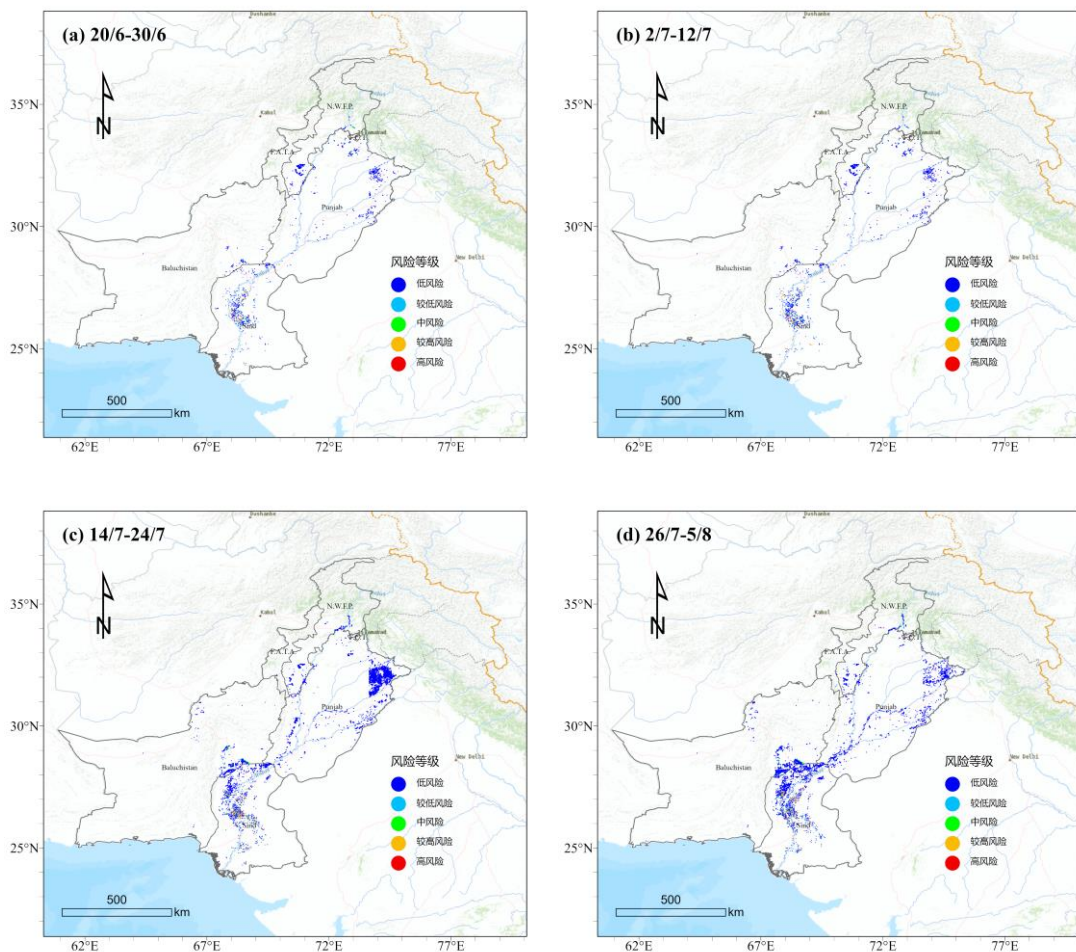 (a) 20/6-30/6
35°N
30°N
25°N
N
Kabul
N.W.F.P.
F.A.T.A
Punjab
Baluchistan
New Delhi
风险等级
低风险
较低风险
中风险
较高风险
高风险
500
km
62°E
67°E
72°E
77°E
(b) 2/7-12/7
35°N
30°N
25°N
N
Kabul
N.W.F.P.
F.A.T.A
Punjab
Baluchistan
New Delhi
风险等级
低风险
较低风险
中风险
较高风险
高风险
500
km
62°E
67°E
72°E
77°E
(c) 14/7-24/7
35°N
30°N
25°N
N
Kabul
N.W.F.P.
F.A.T.A
Punjab
Baluchistan
New Delhi
风险等级
低风险
较低风险
中风险
较高风险
高风险
500
km
62°E
67°E
72°E
77°E
(d) 26/7-5/8
35°N
30°N
25°N
N
Kabul
N.W.F.P.
F.A.T.A
Punjab
Baluchistan
New Delhi
风险等级
低风险
较低风险
中风险
较高风险
高风险
500
km
62°E
67°E
72°E
77°E